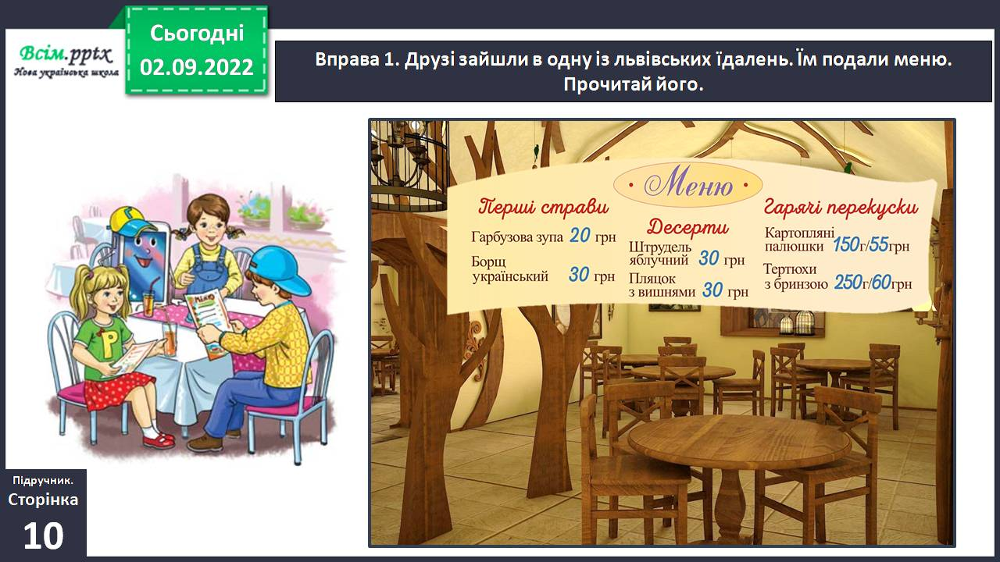 Всім.pptx
Нова українська школа
Сьогодні
02.09.2022
Вправа 1. Друзі зайшли в одну із львівських їдалень. Їм подали меню.
Прочитай його.
Меню
Перші страви
Гарбузова зупа 20 грн
Борщ
український 30 грн
Десерти
Штрудель
яблучний 30 грн
Пляцок
з вишнями 30 грн
Гарячі перекуски
Картопляні
палюшки 150г/55грн
Тертюхи
з бринзою 250г/60грн
МЕНЮ
Р
Підручник.
Сторінка
10